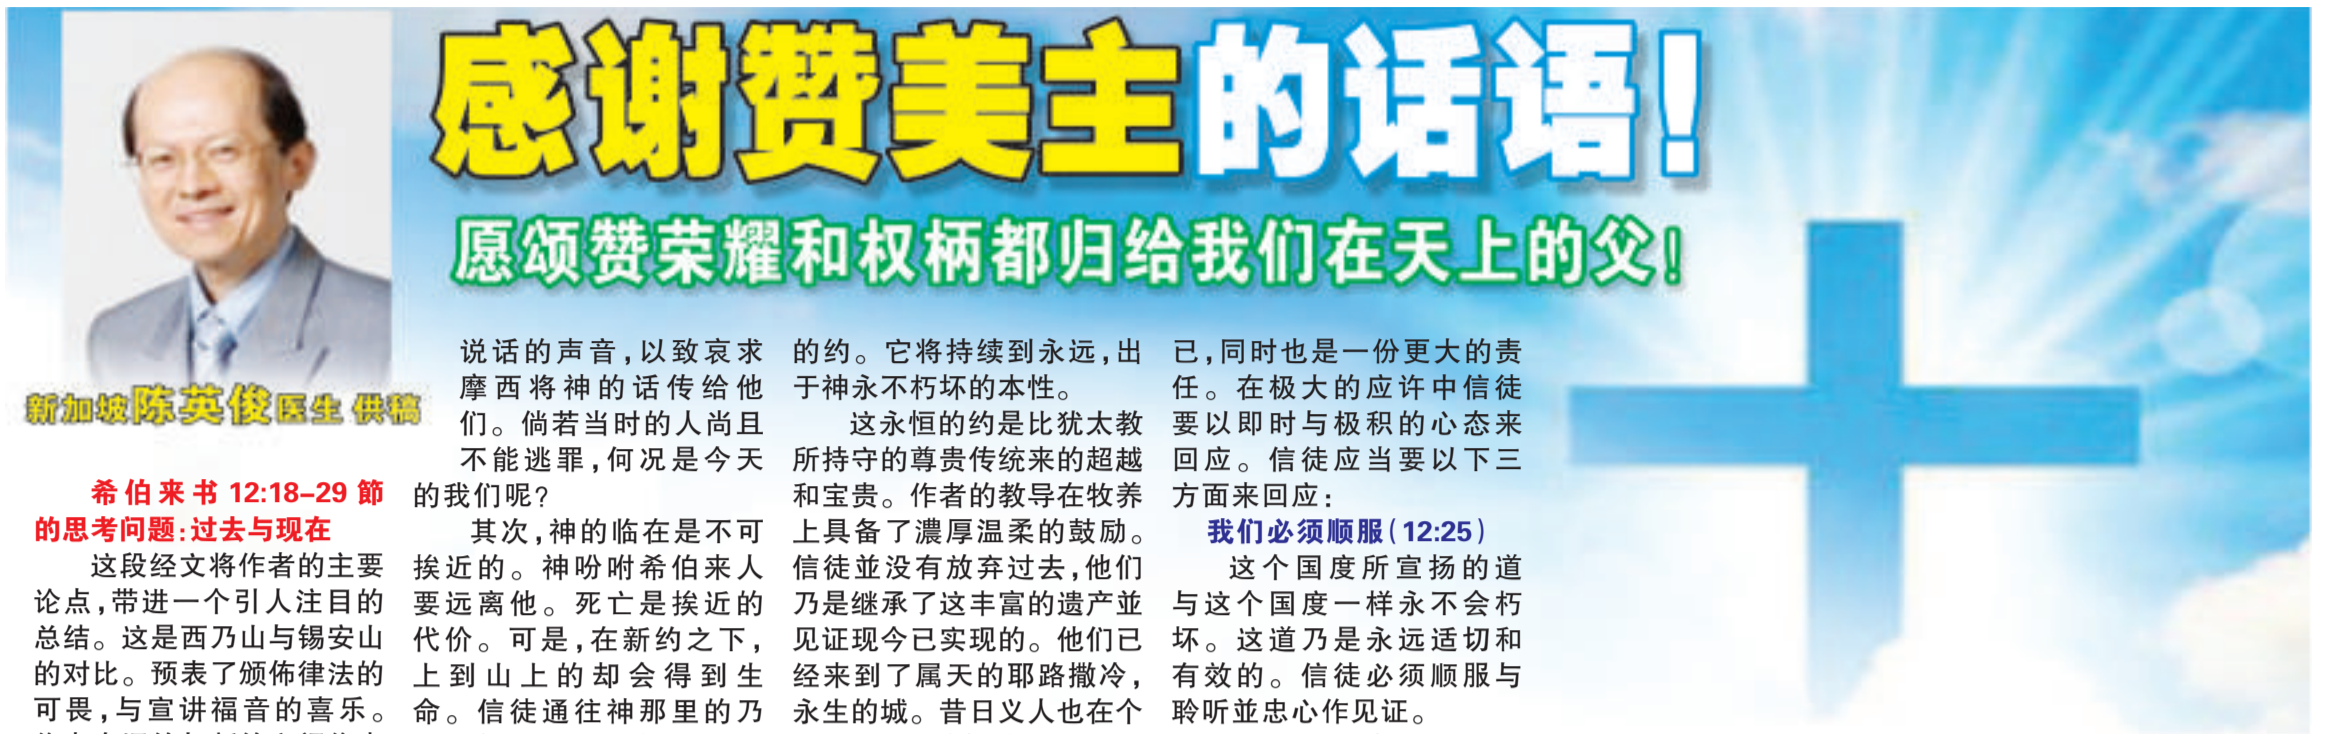 感谢赞美主的话语!
愿颂赞荣耀和权柄都归给我们在天上的父!
新加坡陈英俊医生 供稿
希伯来书 12:18-29 節
的思考问题:过去与现在
这段经文将作者的主要
论点,带进一个引人注目的
总结。这是西乃山与锡安山
的对比。预表了颁佈律法的
可畏,与宣讲福音的喜乐。
说话的声音,以致哀求
摩西将神的话传给他
们。倘若当时的人尚且
不能逃罪,何况是今天
的我们呢?
其次,神的临在是不可
挨近的。神吩咐希伯来人
要远离他。死亡是挨近的
代价。可是,在新约之下,
上到山上的却会得到生
命。信徒通往神那里的乃
的约。它将持续到永远,出
于神永不朽坏的本性。
这永恒的约是比犹太教
所持守的尊贵传统来的超越
和宝贵。作者的教导在牧养
上具备了濃厚温柔的鼓励。
信徒並没有放弃过去,他们
乃是继承了这丰富的遗产並
见证现今已实现的。他们已
经来到了属天的耶路撒冷,
永生的城。昔日义人也在个
已,同时也是一份更大的责
任。在极大的应许中信徒
要以即时与极积的心态来
回应。信徒应当要以下三
方面来回应:
我们必须顺服(12:25)
这个国度所宣扬的道
与这个国度一样永不会朽
坏。这道乃是永远适切和
有效的。信徒必须顺服与
聆听並忠心作见证。